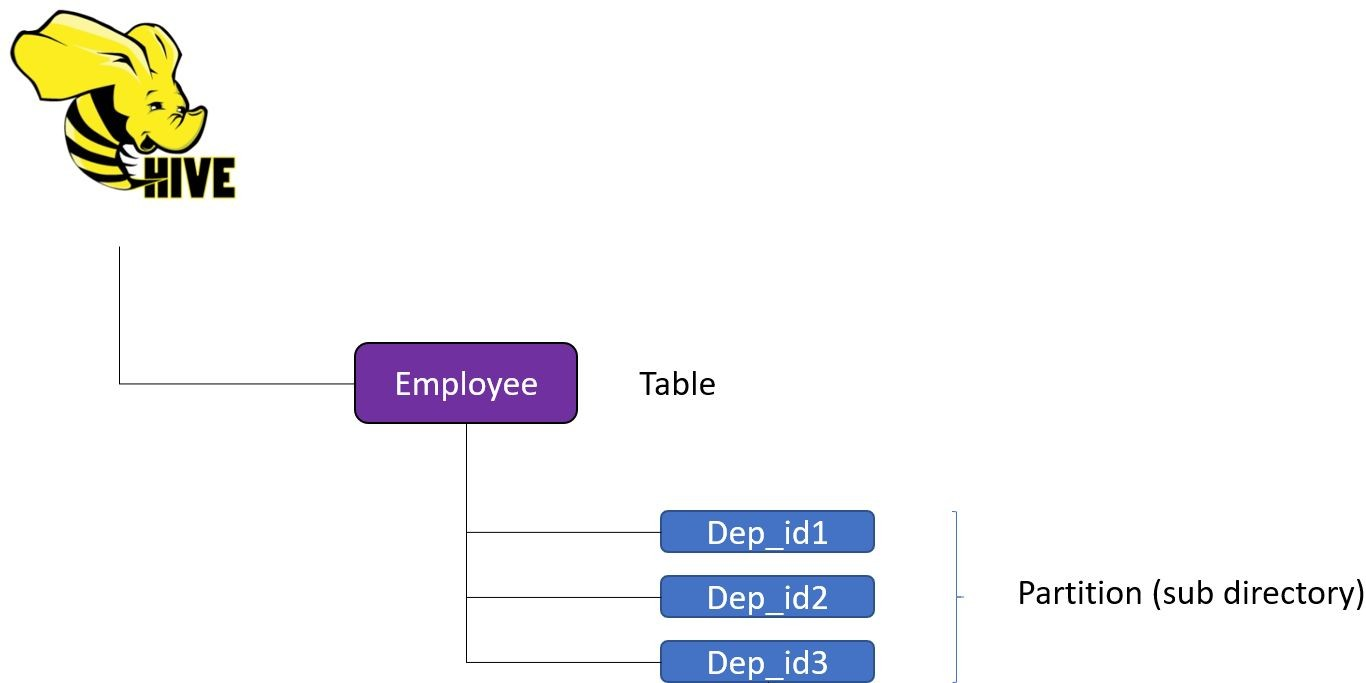 HIVE
Employee
Table
Dep_id1
Dep_id2
Partition (sub directory)
Dep_id3